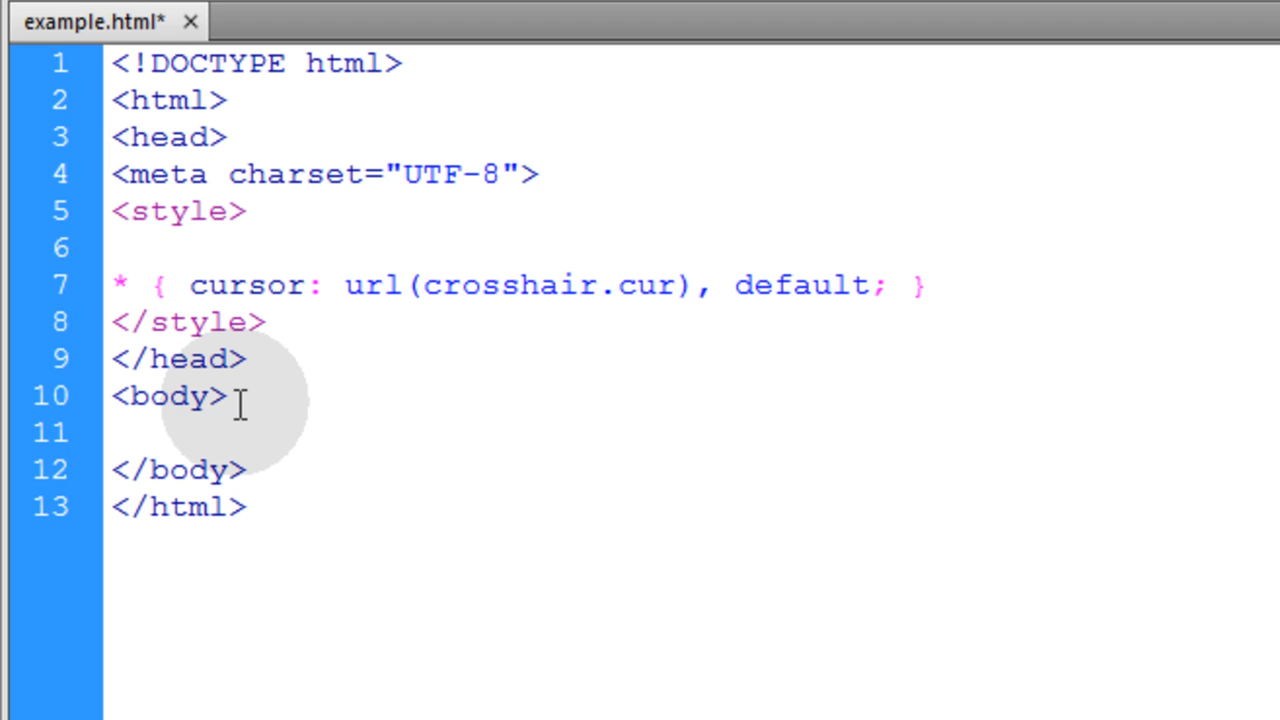 example.html* ×
1 <!DOCTYPE html>
2 <html>
3 <head>
4 <meta charset="UTF-8">
5 <style>
6
7 * { cursor: url(crosshair.cur), default; }
8 </style>
9 </head>
10 <body>
11
12 </body>
13 </html>